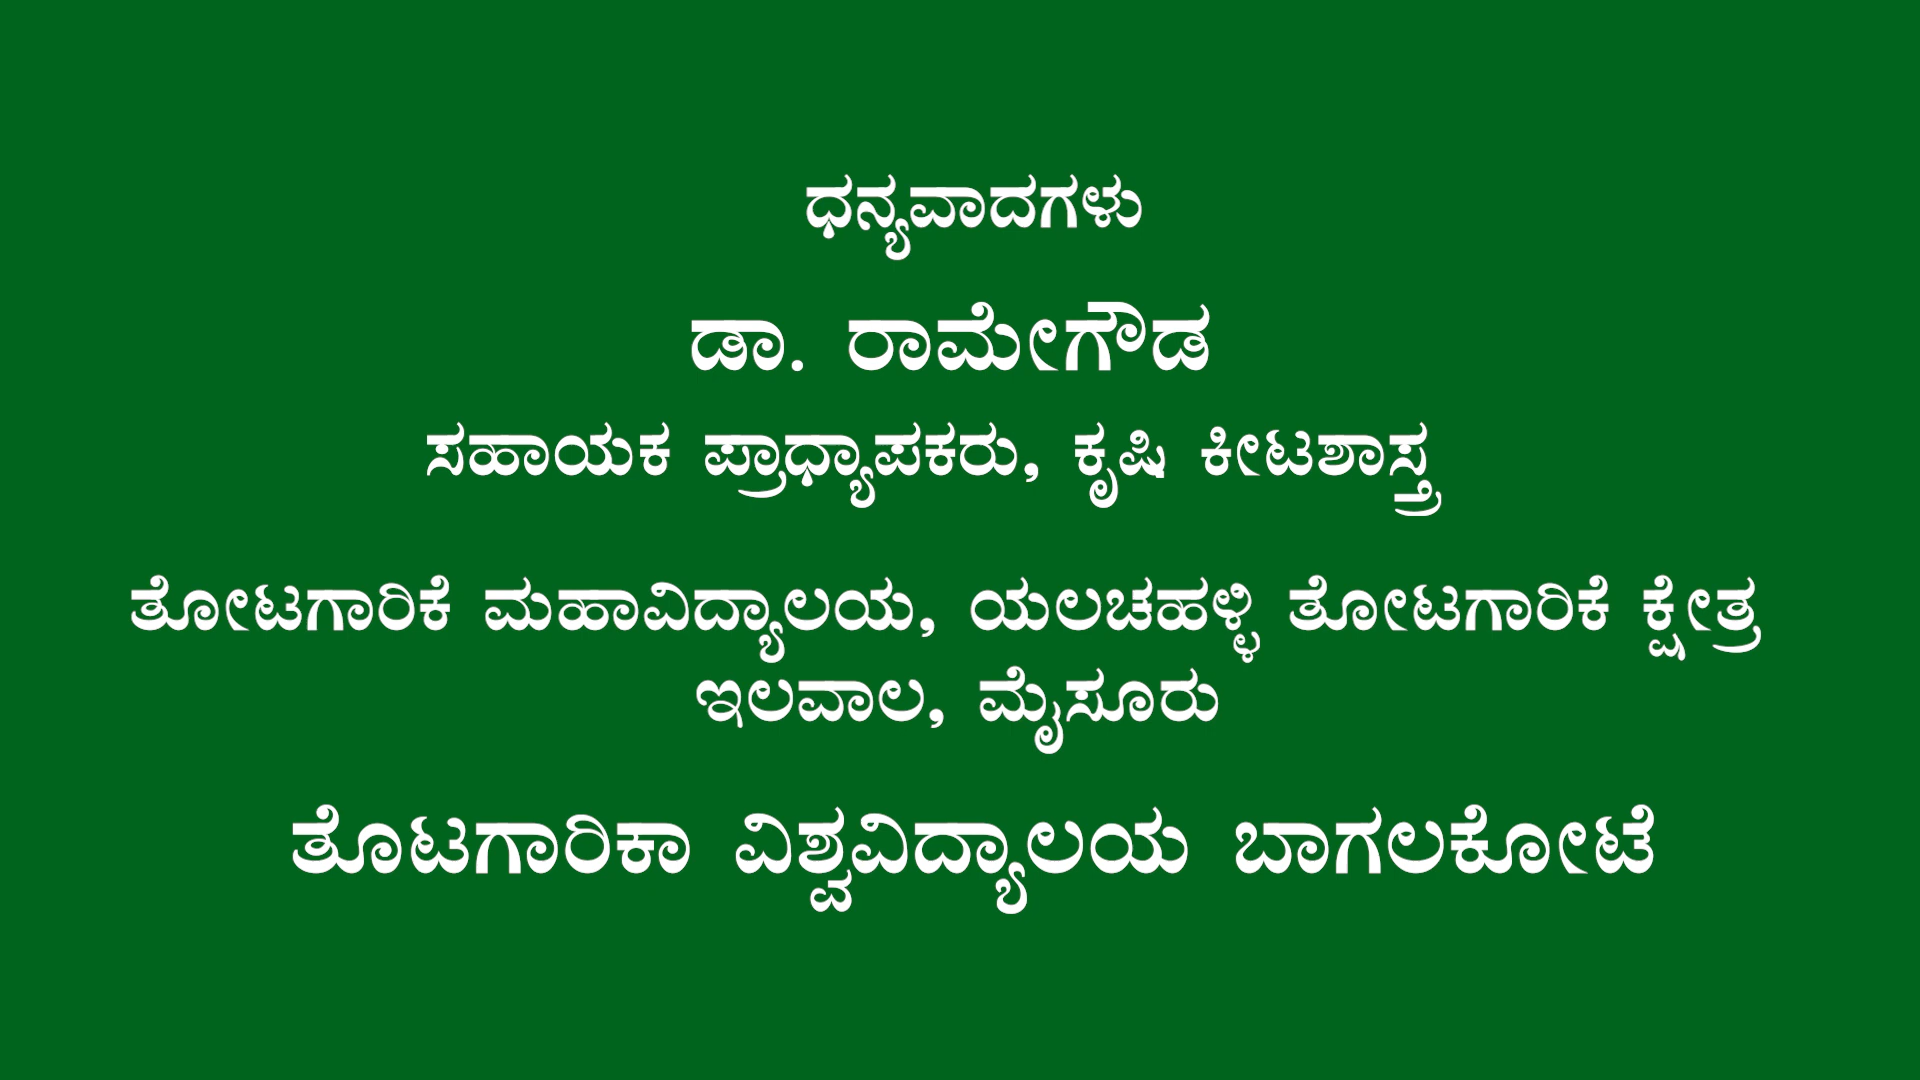 ಧನ್ಯವಾದಗಳು
ಡಾ. ರಾಮೇಗೌಡ
ಸಹಾಯಕ ಪ್ರಾಧ್ಯಾಪಕರು, ಕೃಷಿ ಕೀಟಶಾಸ್ತ್ರ
ತೋಟಗಾರಿಕೆ ಮಹಾವಿದ್ಯಾಲಯ, ಯಲಚಹಳ್ಳಿ ತೋಟಗಾರಿಕೆ ಕ್ಷೇತ್ರ
ಇಲವಾಲ, ಮೈಸೂರು
ತೊಟಗಾರಿಕಾ ವಿಶ್ವವಿದ್ಯಾಲಯ ಬಾಗಲಕೋಟೆ